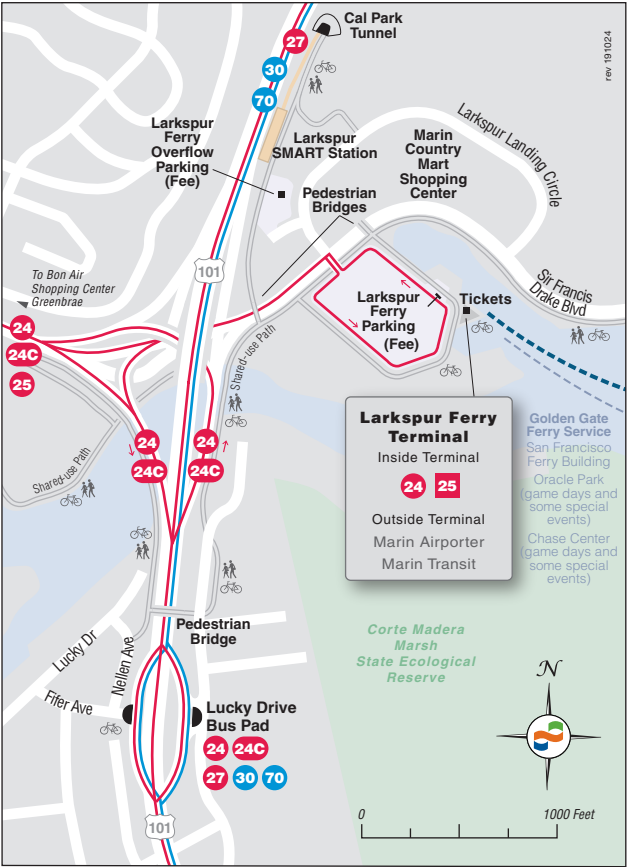 Cal Park
Tunnel
rev 191024
27
30
70
Larkspur
Ferry
Overflow
Parking
(Fee)
Larkspur
SMART Station
Marin
Country
Mart
Shopping
Center
Larkspur Landing Circle
Pedestrian
Bridges
101
To Bon Air
Shopping Center
Greenbrae
24
24C
25
Larkspur
Ferry
Parking
(Fee)
Tickets
Sir Francis
Drake Blvd
Shared-use Path
Larkspur Ferry
Terminal
Inside Terminal
24 25
Outside Terminal
Marin Airporter
Marin Transit
Golden Gate
Ferry Service
San Francisco
Ferry Building
Oracle Park
(game days and
some special
events)
Chase Center
(game days and
some special
events)
24
24C
24
24C
Shared-use Path
Pedestrian
Bridge
Corte Madera
Marsh
State Ecological
Reserve
Lucky Dr
Nellen Ave
Fifer Ave
Lucky Drive
Bus Pad
24 24C
27 30 70
101
N
0 1000 Feet